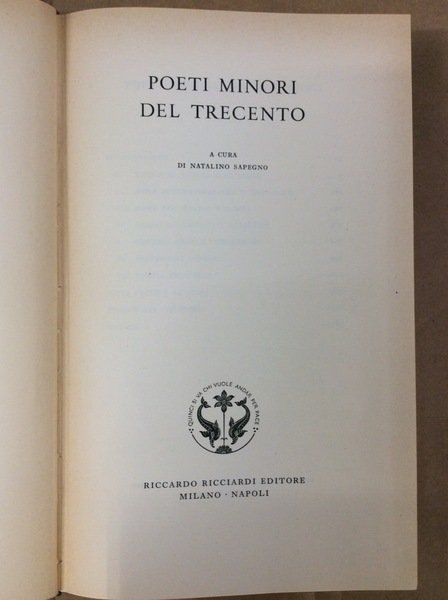 POETI MINORI
DEL TRECENTO
A CURA
DI NATALINO SAPEGNO
QUINCI SI VA CHI VUOLE ANDAR PER PACE
RICCARDO RICCIARDI EDITORE
MILANO · NAPOLI